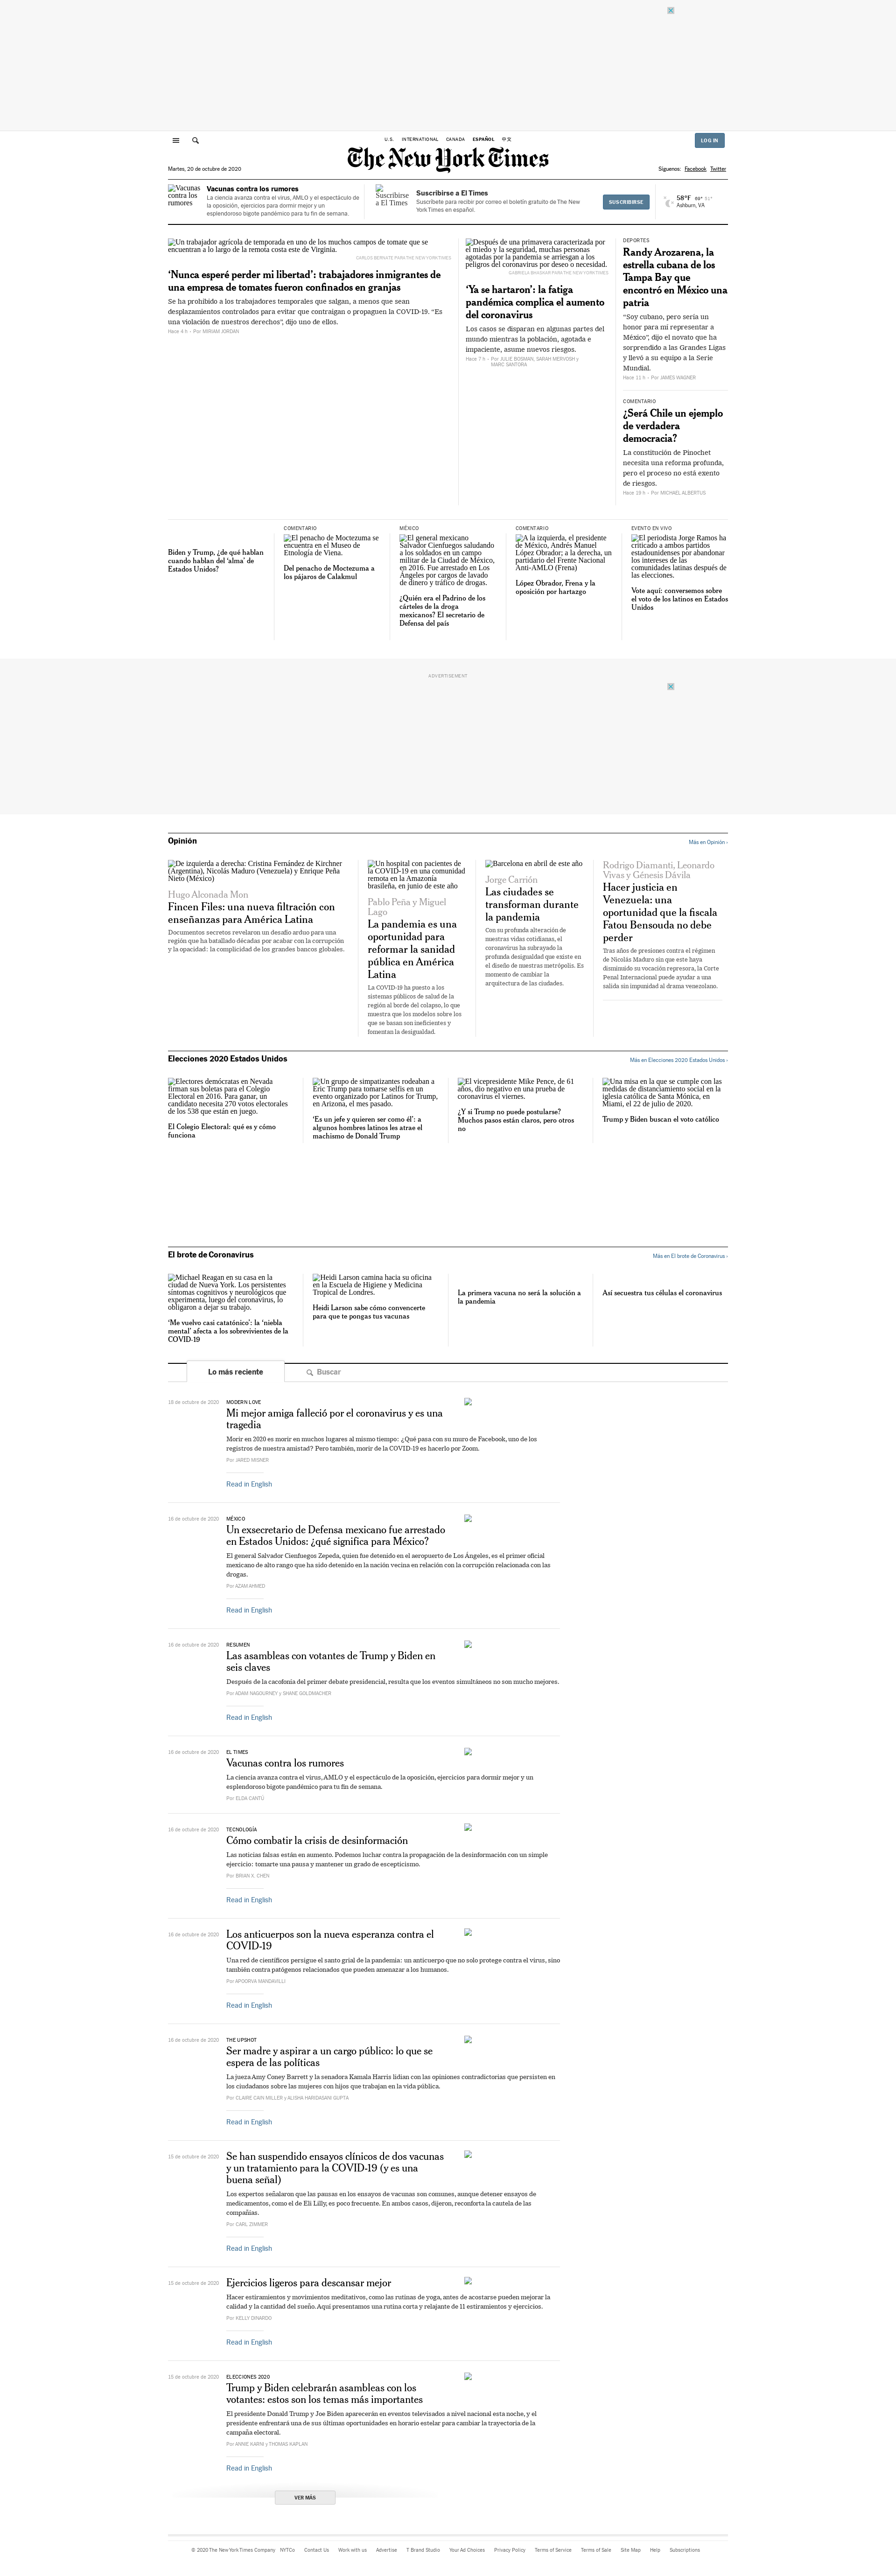 U.S. INTERNATIONAL CANADA ESPAÑOL 中文
LOG IN
The New York Times
Martes, 20 de octubre de 2020
Síguenos: Facebook Twitter
Vacunas contra los rumores
Vacunas contra los rumores
La ciencia avanza contra el virus, AMLO y el espectáculo de la oposición, ejercicios para dormir mejor y un esplendoroso bigote pandémico para tu fin de semana.
Suscribirse a El Times
Suscribirse a El Times
Suscríbete para recibir por correo el boletín gratuito de The New York Times en español.
SUSCRIBIRSE
58°F 69° 51°
Ashburn, VA
Un trabajador agrícola de temporada en uno de los muchos campos de tomate que se encuentran a lo largo de la remota costa este de Virginia.
CARLOS BERNATE PARA THE NEW YORK TIMES
‘Nunca esperé perder mi libertad’: trabajadores inmigrantes de una empresa de tomates fueron confinados en granjas
Se ha prohibido a los trabajadores temporales que salgan, a menos que sean desplazamientos controlados para evitar que contraigan o propaguen la COVID-19. “Es una violación de nuestros derechos”, dijo uno de ellos.
Hace 4 h - Por MIRIAM JORDAN
Después de una primavera caracterizada por el miedo y la seguridad, muchas personas agotadas por la pandemia se arriesgan a los peligros del coronavirus por deseo o necesidad.
GABRIELA BHASKAR PARA THE NEW YORK TIMES
‘Ya se hartaron’: la fatiga pandémica complica el aumento del coronavirus
Los casos se disparan en algunas partes del mundo mientras la población, agotada e impaciente, asume nuevos riesgos.
Hace 7 h - Por JULIE BOSMAN, SARAH MERVOSH y MARC SANTORA
DEPORTES
Randy Arozarena, la estrella cubana de los Tampa Bay que encontró en México una patria
“Soy cubano, pero sería un honor para mí representar a México”, dijo el novato que ha sorprendido a las Grandes Ligas y llevó a su equipo a la Serie Mundial.
Hace 11 h - Por JAMES WAGNER
COMENTARIO
¿Será Chile un ejemplo de verdadera democracia?
La constitución de Pinochet necesita una reforma profunda, pero el proceso no está exento de riesgos.
Hace 19 h - Por MICHAEL ALBERTUS
Biden y Trump, ¿de qué hablan cuando hablan del ‘alma’ de Estados Unidos?
COMENTARIO
El penacho de Moctezuma se encuentra en el Museo de Etnología de Viena.
Del penacho de Moctezuma a los pájaros de Calakmul
MÉXICO
El general mexicano Salvador Cienfuegos saludando a los soldados en un campo militar de la Ciudad de México, en 2016. Fue arrestado en Los Ángeles por cargos de lavado de dinero y tráfico de drogas.
¿Quién era el Padrino de los cárteles de la droga mexicanos? El secretario de Defensa del país
COMENTARIO
A la izquierda, el presidente de México, Andrés Manuel López Obrador; a la derecha, un partidario del Frente Nacional Anti-AMLO (Frena)
López Obrador, Frena y la oposición por hartazgo
EVENTO EN VIVO
El periodista Jorge Ramos ha criticado a ambos partidos estadounidenses por abandonar los intereses de las comunidades latinas después de las elecciones.
Vote aquí: conversemos sobre el voto de los latinos en Estados Unidos
ADVERTISEMENT
Opinión
Más en Opinión ›
De izquierda a derecha: Cristina Fernández de Kirchner (Argentina), Nicolás Maduro (Venezuela) y Enrique Peña Nieto (México)
Hugo Alconada Mon
Fincen Files: una nueva filtración con enseñanzas para América Latina
Documentos secretos revelaron un desafío arduo para una región que ha batallado décadas por acabar con la corrupción y la opacidad: la complicidad de los grandes bancos globales.
Un hospital con pacientes de la COVID-19 en una comunidad remota en la Amazonía brasileña, en junio de este año
Pablo Peña y Miguel Lago
La pandemia es una oportunidad para reformar la sanidad pública en América Latina
La COVID-19 ha puesto a los sistemas públicos de salud de la región al borde del colapso, lo que muestra que los modelos sobre los que se basan son ineficientes y fomentan la desigualdad.
Barcelona en abril de este año
Jorge Carrión
Las ciudades se transforman durante la pandemia
Con su profunda alteración de nuestras vidas cotidianas, el coronavirus ha subrayado la profunda desigualdad que existe en el diseño de nuestras metrópolis. Es momento de cambiar la arquitectura de las ciudades.
Rodrigo Diamanti, Leonardo Vivas y Génesis Dávila
Hacer justicia en Venezuela: una oportunidad que la fiscala Fatou Bensouda no debe perder
Tras años de presiones contra el régimen de Nicolás Maduro sin que este haya disminuido su vocación represora, la Corte Penal Internacional puede ayudar a una salida sin impunidad al drama venezolano.
Elecciones 2020 Estados Unidos
Más en Elecciones 2020 Estados Unidos ›
Electores demócratas en Nevada firman sus boletas para el Colegio Electoral en 2016. Para ganar, un candidato necesita 270 votos electorales de los 538 que están en juego.
El Colegio Electoral: qué es y cómo funciona
Un grupo de simpatizantes rodeaban a Eric Trump para tomarse selfis en un evento organizado por Latinos for Trump, en Arizona, el mes pasado.
‘Es un jefe y quieren ser como él’: a algunos hombres latinos les atrae el machismo de Donald Trump
El vicepresidente Mike Pence, de 61 años, dio negativo en una prueba de coronavirus el viernes.
¿Y si Trump no puede postularse? Muchos pasos están claros, pero otros no
Una misa en la que se cumple con las medidas de distanciamiento social en la iglesia católica de Santa Mónica, en Miami, el 22 de julio de 2020.
Trump y Biden buscan el voto católico
El brote de Coronavirus
Más en El brote de Coronavirus ›
Michael Reagan en su casa en la ciudad de Nueva York. Los persistentes síntomas cognitivos y neurológicos que experimenta, luego del coronavirus, lo obligaron a dejar su trabajo.
‘Me vuelvo casi catatónico’: la ‘niebla mental’ afecta a los sobrevivientes de la COVID-19
Heidi Larson camina hacia su oficina en la Escuela de Higiene y Medicina Tropical de Londres.
Heidi Larson sabe cómo convencerte para que te pongas tus vacunas
La primera vacuna no será la solución a la pandemia
Así secuestra tus células el coronavirus
Lo más reciente
Buscar
18 de octubre de 2020
MODERN LOVE
Mi mejor amiga falleció por el coronavirus y es una tragedia
Morir en 2020 es morir en muchos lugares al mismo tiempo: ¿Qué pasa con su muro de Facebook, uno de los registros de nuestra amistad? Pero también, morir de la COVID-19 es hacerlo por Zoom.
Por JARED MISNER
Read in English
16 de octubre de 2020
MÉXICO
Un exsecretario de Defensa mexicano fue arrestado en Estados Unidos: ¿qué significa para México?
El general Salvador Cienfuegos Zepeda, quien fue detenido en el aeropuerto de Los Ángeles, es el primer oficial mexicano de alto rango que ha sido detenido en la nación vecina en relación con la corrupción relacionada con las drogas.
Por AZAM AHMED
Read in English
16 de octubre de 2020
RESUMEN
Las asambleas con votantes de Trump y Biden en seis claves
Después de la cacofonía del primer debate presidencial, resulta que los eventos simultáneos no son mucho mejores.
Por ADAM NAGOURNEY y SHANE GOLDMACHER
Read in English
16 de octubre de 2020
EL TIMES
Vacunas contra los rumores
La ciencia avanza contra el virus, AMLO y el espectáculo de la oposición, ejercicios para dormir mejor y un esplendoroso bigote pandémico para tu fin de semana.
Por ELDA CANTÚ
16 de octubre de 2020
TECNOLOGÍA
Cómo combatir la crisis de desinformación
Las noticias falsas están en aumento. Podemos luchar contra la propagación de la desinformación con un simple ejercicio: tomarte una pausa y mantener un grado de escepticismo.
Por BRIAN X. CHEN
Read in English
16 de octubre de 2020
Los anticuerpos son la nueva esperanza contra el COVID-19
Una red de científicos persigue el santo grial de la pandemia: un anticuerpo que no solo protege contra el virus, sino también contra patógenos relacionados que pueden amenazar a los humanos.
Por APOORVA MANDAVILLI
Read in English
16 de octubre de 2020
THE UPSHOT
Ser madre y aspirar a un cargo público: lo que se espera de las políticas
La jueza Amy Coney Barrett y la senadora Kamala Harris lidian con las opiniones contradictorias que persisten en los ciudadanos sobre las mujeres con hijos que trabajan en la vida pública.
Por CLAIRE CAIN MILLER y ALISHA HARIDASANI GUPTA
Read in English
15 de octubre de 2020
Se han suspendido ensayos clínicos de dos vacunas y un tratamiento para la COVID-19 (y es una buena señal)
Los expertos señalaron que las pausas en los ensayos de vacunas son comunes, aunque detener ensayos de medicamentos, como el de Eli Lilly, es poco frecuente. En ambos casos, dijeron, reconforta la cautela de las compañías.
Por CARL ZIMMER
Read in English
15 de octubre de 2020
Ejercicios ligeros para descansar mejor
Hacer estiramientos y movimientos meditativos, como las rutinas de yoga, antes de acostarse pueden mejorar la calidad y la cantidad del sueño. Aquí presentamos una rutina corta y relajante de 11 estiramientos y ejercicios.
Por KELLY DINARDO
Read in English
15 de octubre de 2020
ELECCIONES 2020
Trump y Biden celebrarán asambleas con los votantes: estos son los temas más importantes
El presidente Donald Trump y Joe Biden aparecerán en eventos televisados a nivel nacional esta noche, y el presidente enfrentará una de sus últimas oportunidades en horario estelar para cambiar la trayectoria de la campaña electoral.
Por ANNIE KARNI y THOMAS KAPLAN
Read in English
VER MÁS
© 2020 The New York Times Company NYTCo Contact Us Work with us Advertise T Brand Studio Your Ad Choices Privacy Policy Terms of Service Terms of Sale Site Map Help Subscriptions